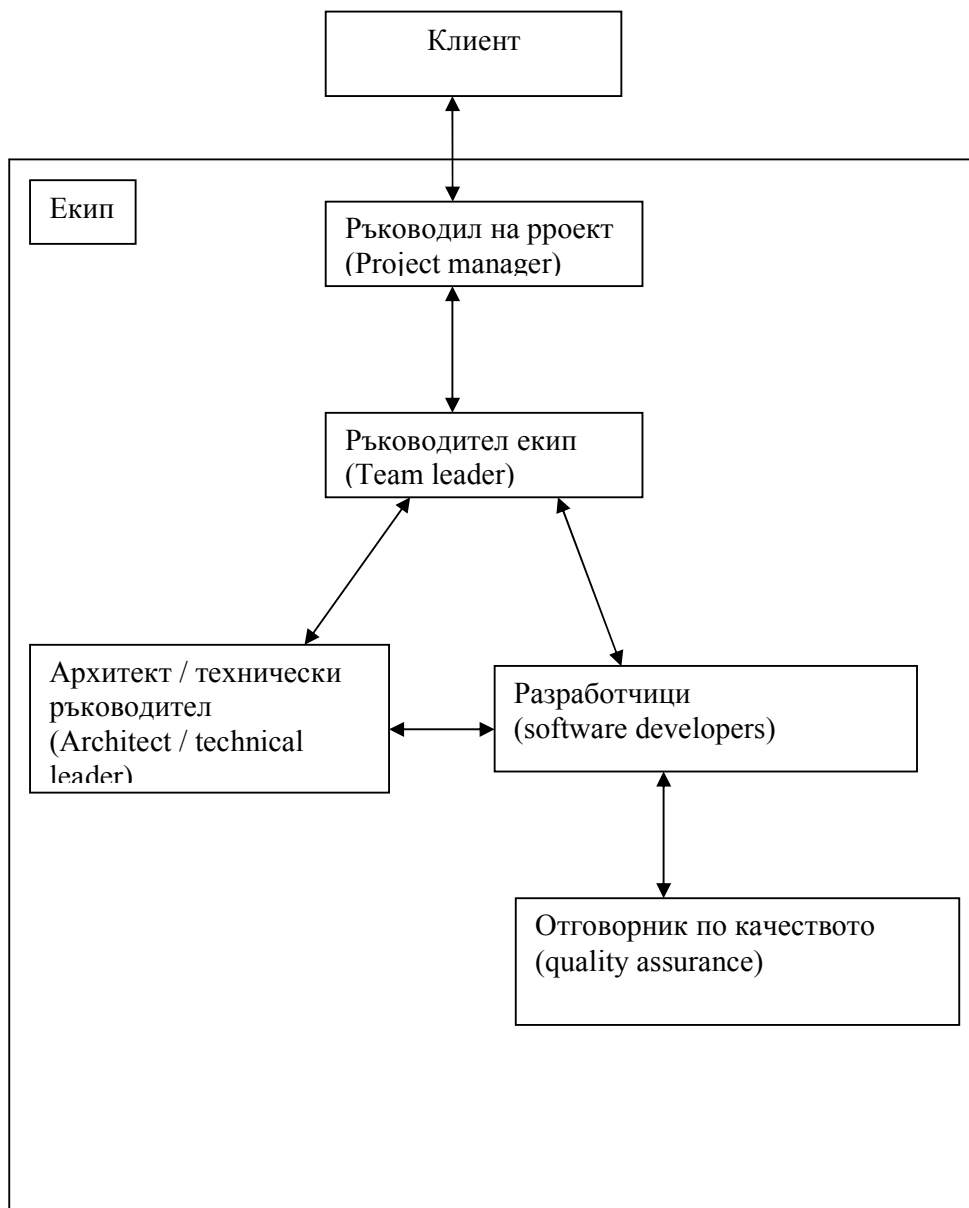 Клиент
Екип
Ръководил на рроект
(Project manager)
Ръководител екип
(Team leader)
Архитект / технически
ръководител
(Architect / technical
leader)
Разработчици
(software developers)
Отговорник по качеството
(quality assurance)